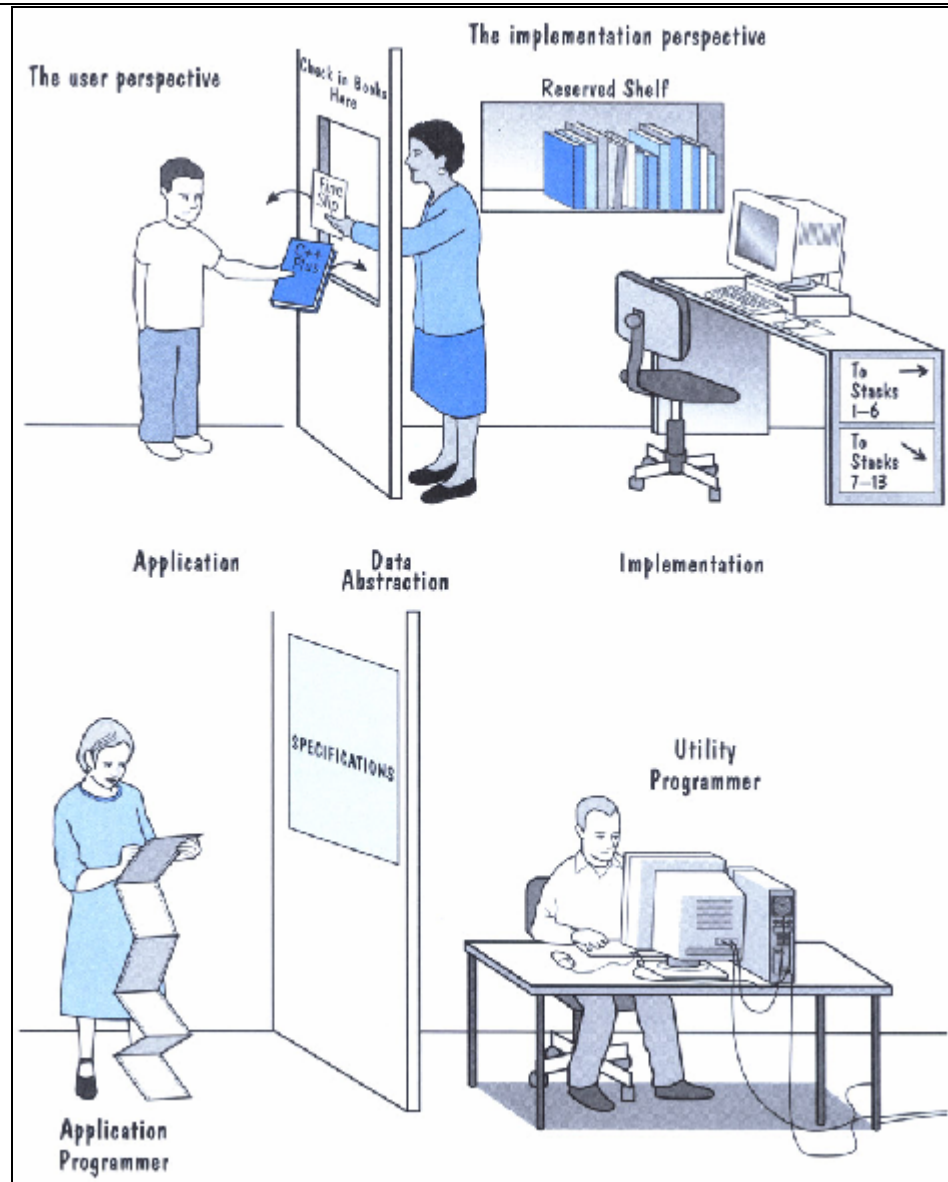 The implementation perspective
The user perspective
Check in Books
Here
Reserved Shelf
Fine
Slip
C++
Plus
To
Stacks
1–6
To
Stacks
7–13
Application
Data
Abstraction
Implementation
SPECIFICATIONS
Utility
Programmer
Application
Programmer